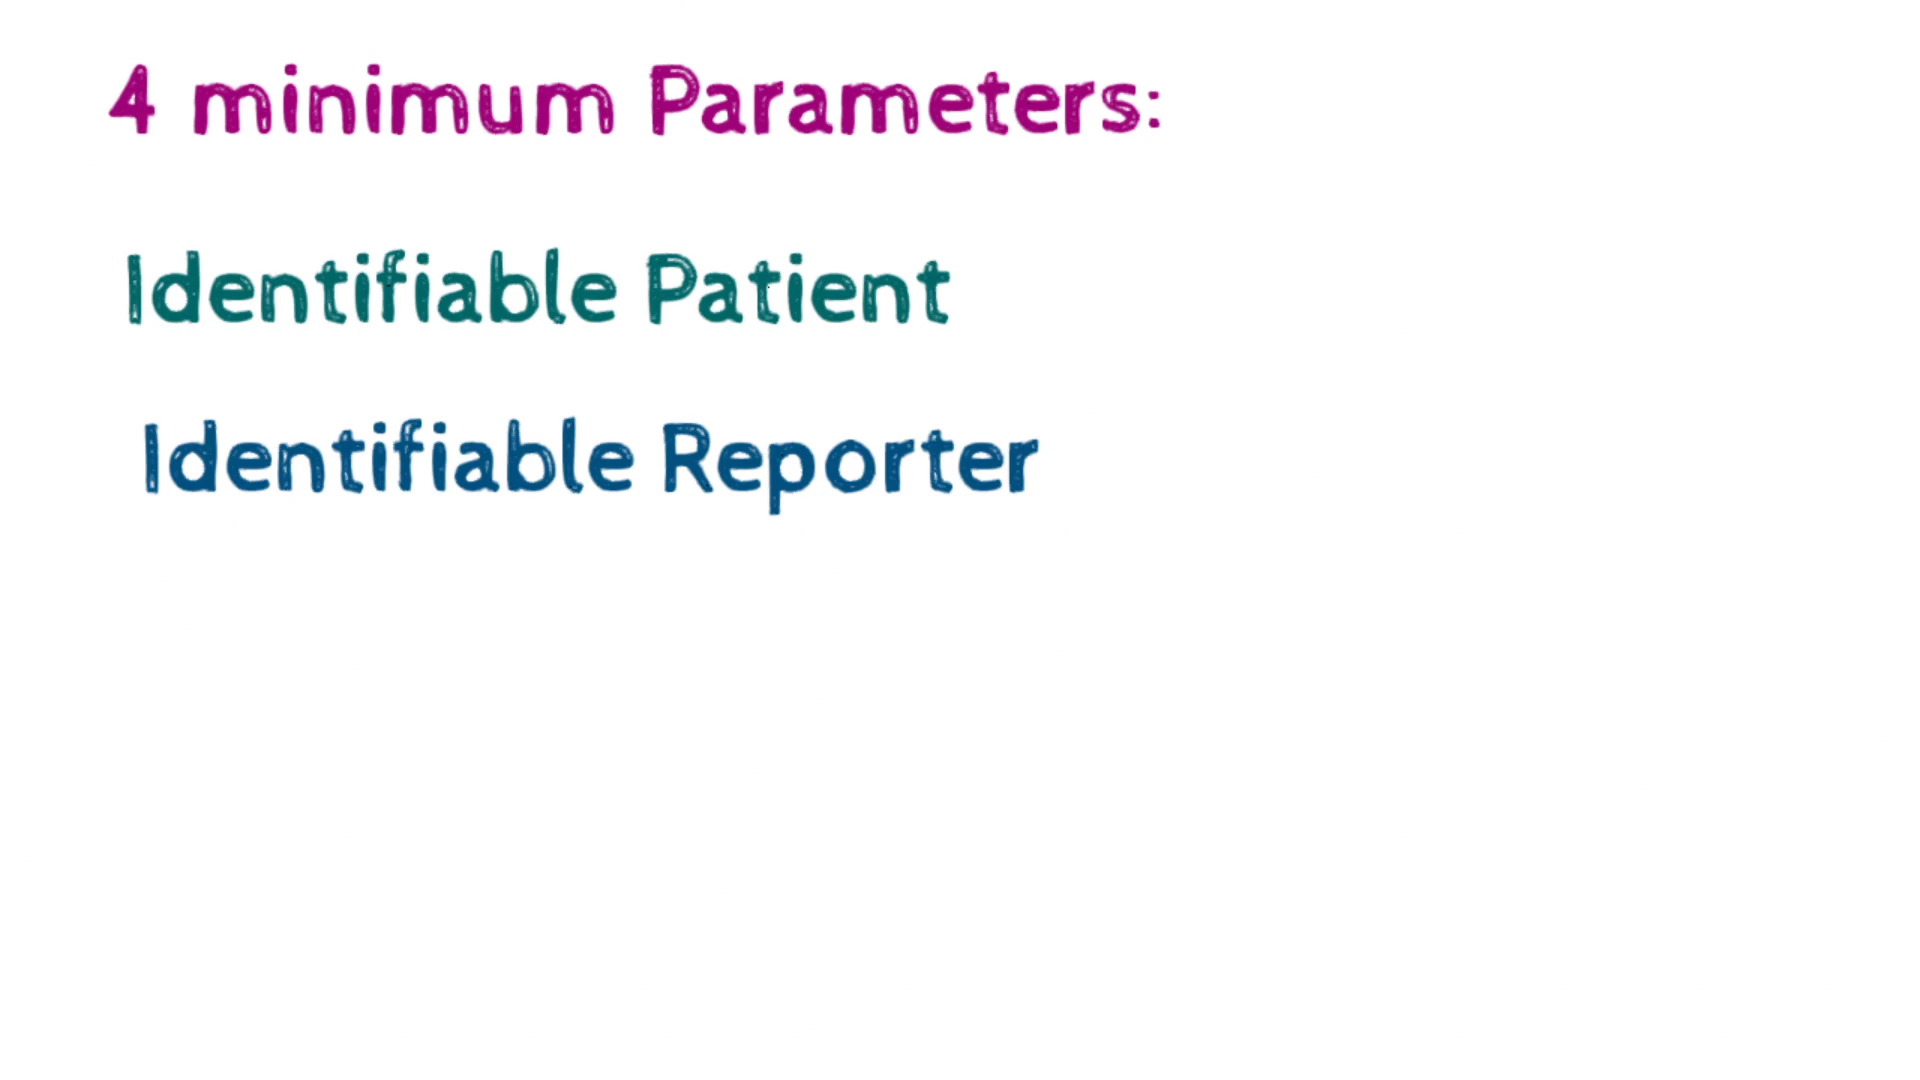 4 minimum Parameters:
Identifiable Patient
Identifiable Reporter